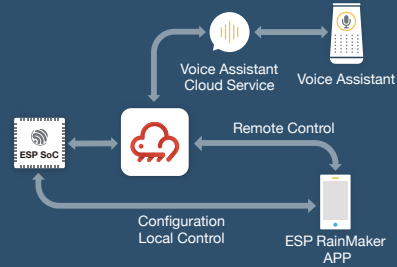 Voice Assistant
Cloud Service
Voice Assistant
ESP SoC
Remote Control
Configuration
Local Control
ESP RainMaker
APP